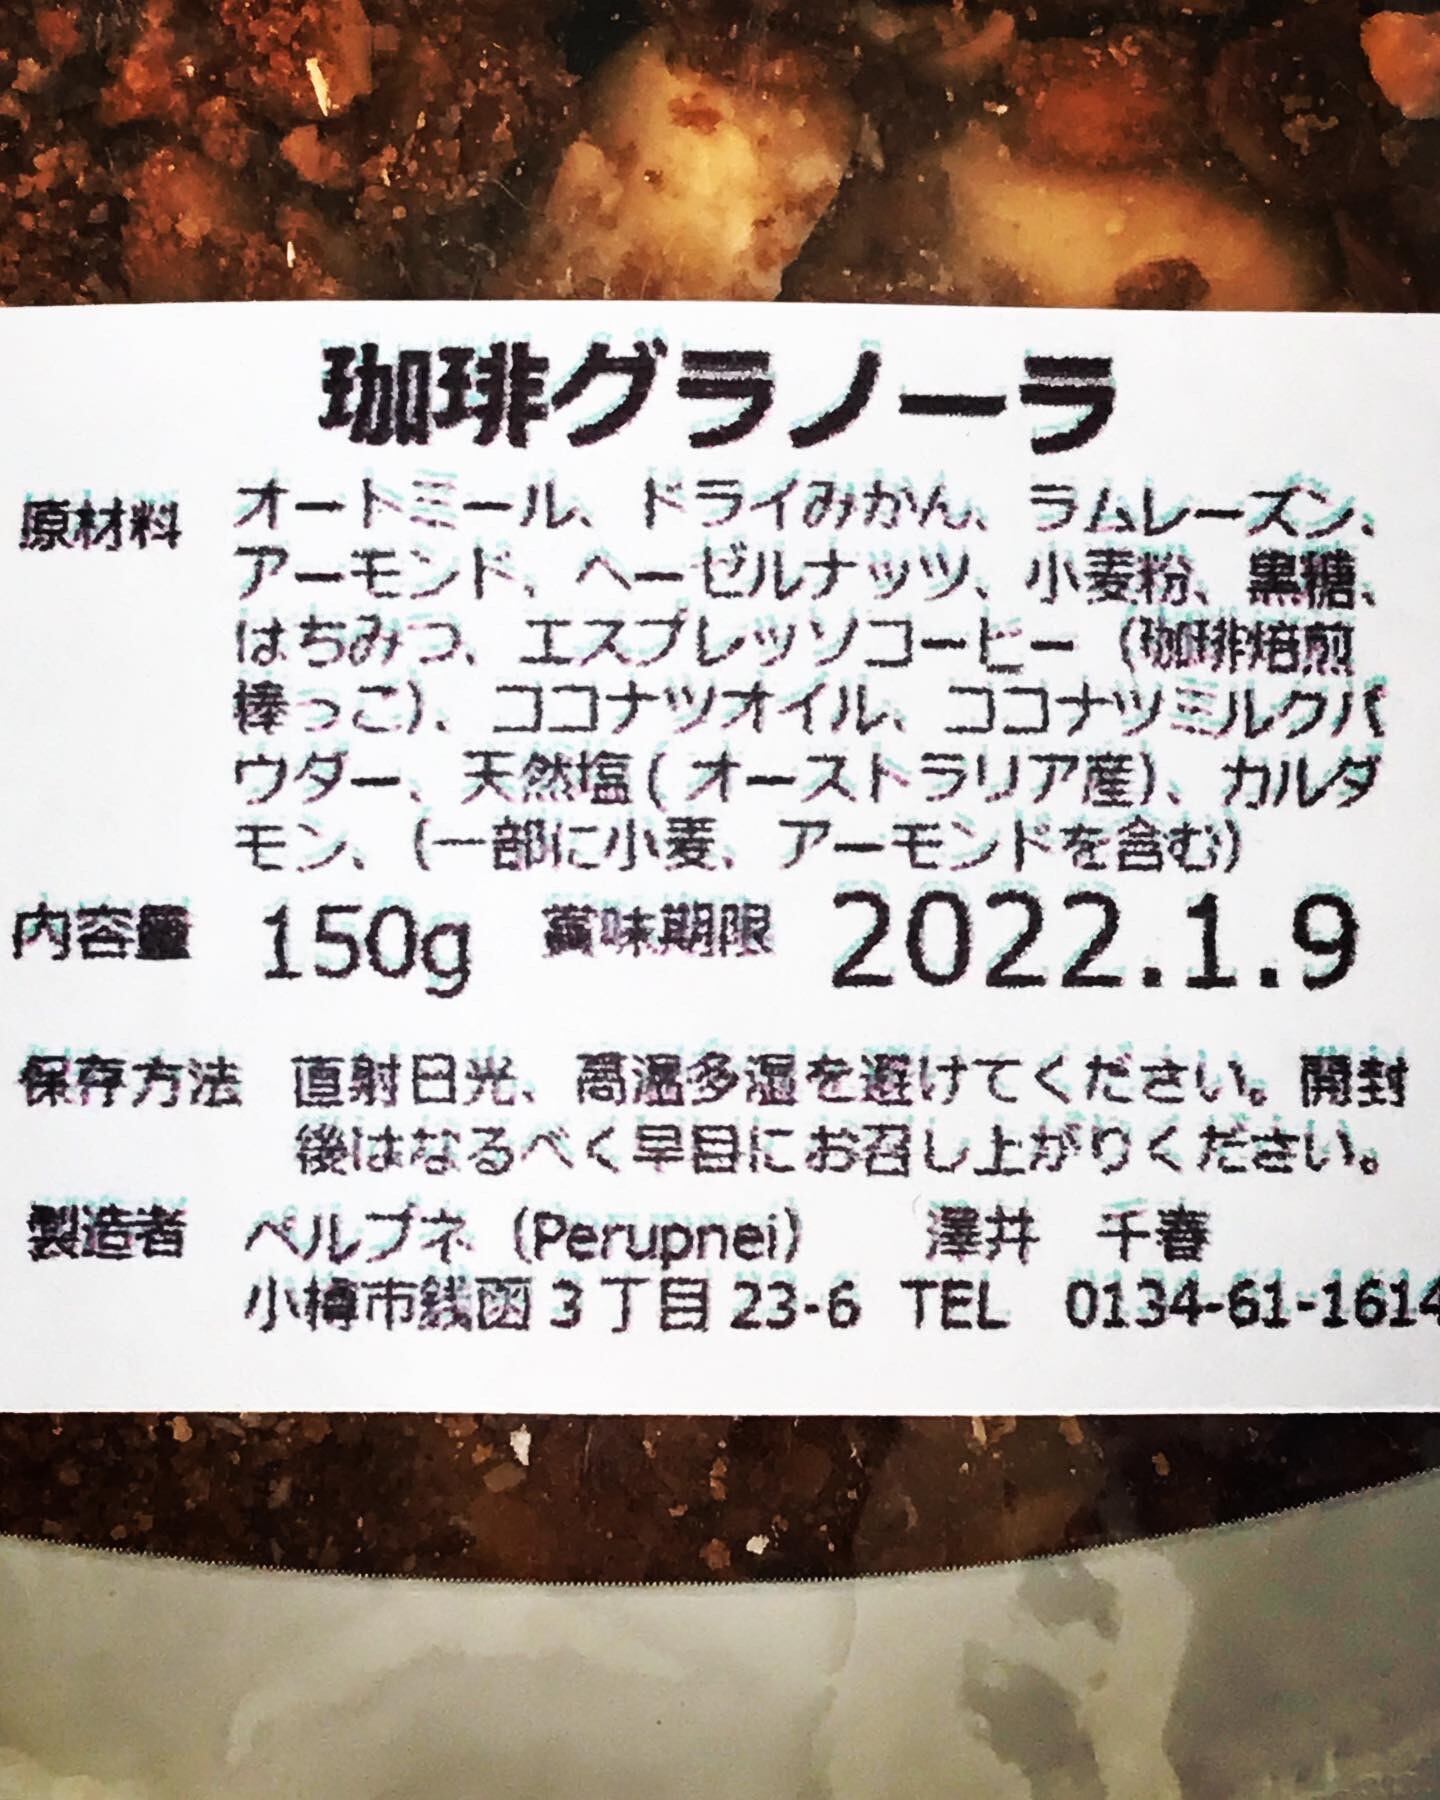 珈琲グラノーラ
原材料 オートミール、ドライみかん、ラムレーズン、
アーモンド、ヘーゼルナッツ、小麦粉、黒糖、
はちみつ、エスプレッソコーヒー（珈琲焙煎
棒っこ）、ココナツオイル、ココナツミルクパ
ウダー、天然塩( オーストラリア産)、カルダ
モン、（一部に小麦、アーモンドを含む）
内容量 150g 賞味期限 2022.1.9
保存方法 直射日光、高温多湿を避けてください。開封
後はなるべく早目にお召し上がりください。
製造者 ペルプネ（Perupnei） 澤井 千春
小樽市銭函３丁目23-6 TEL 0134-61-1614